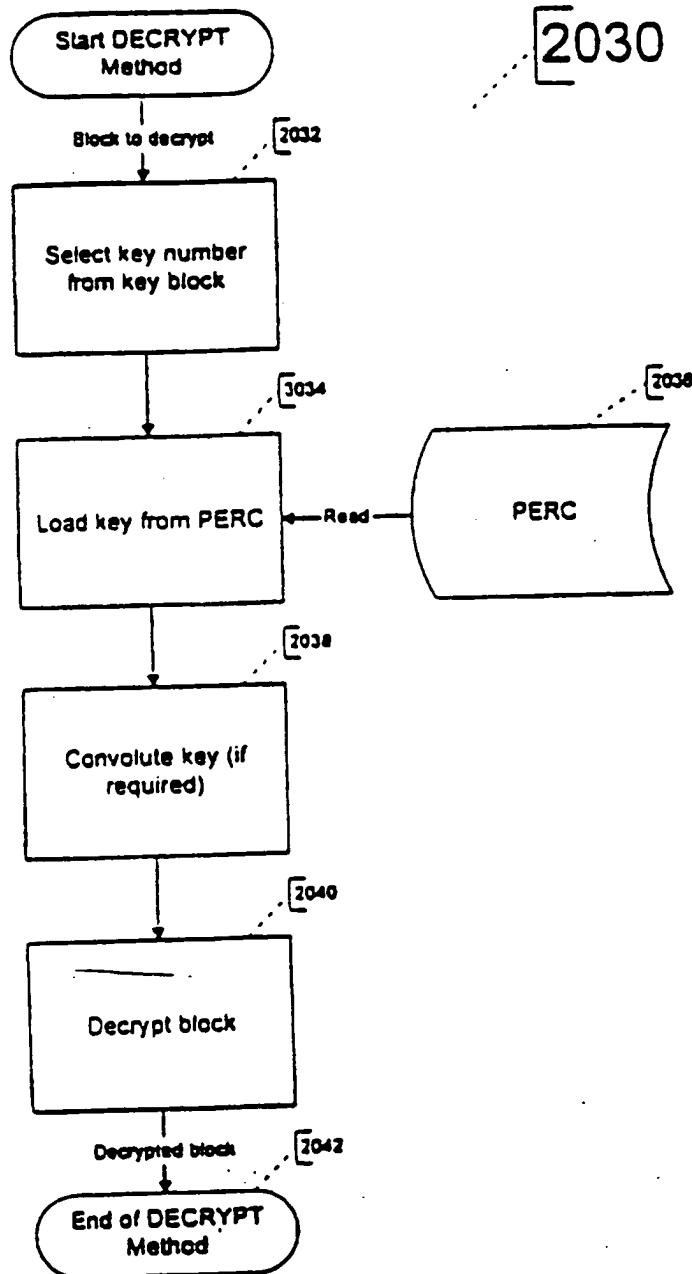 Start DECRYPT
Method
2030
Block to decrypt
2032
Select key number
from key block
3034
2036
Load key from PERC
Read
PERC
2038
Convolute key (if
required)
2040
Decrypt block
Decrypted block
2042
End of DECRYPT
Method